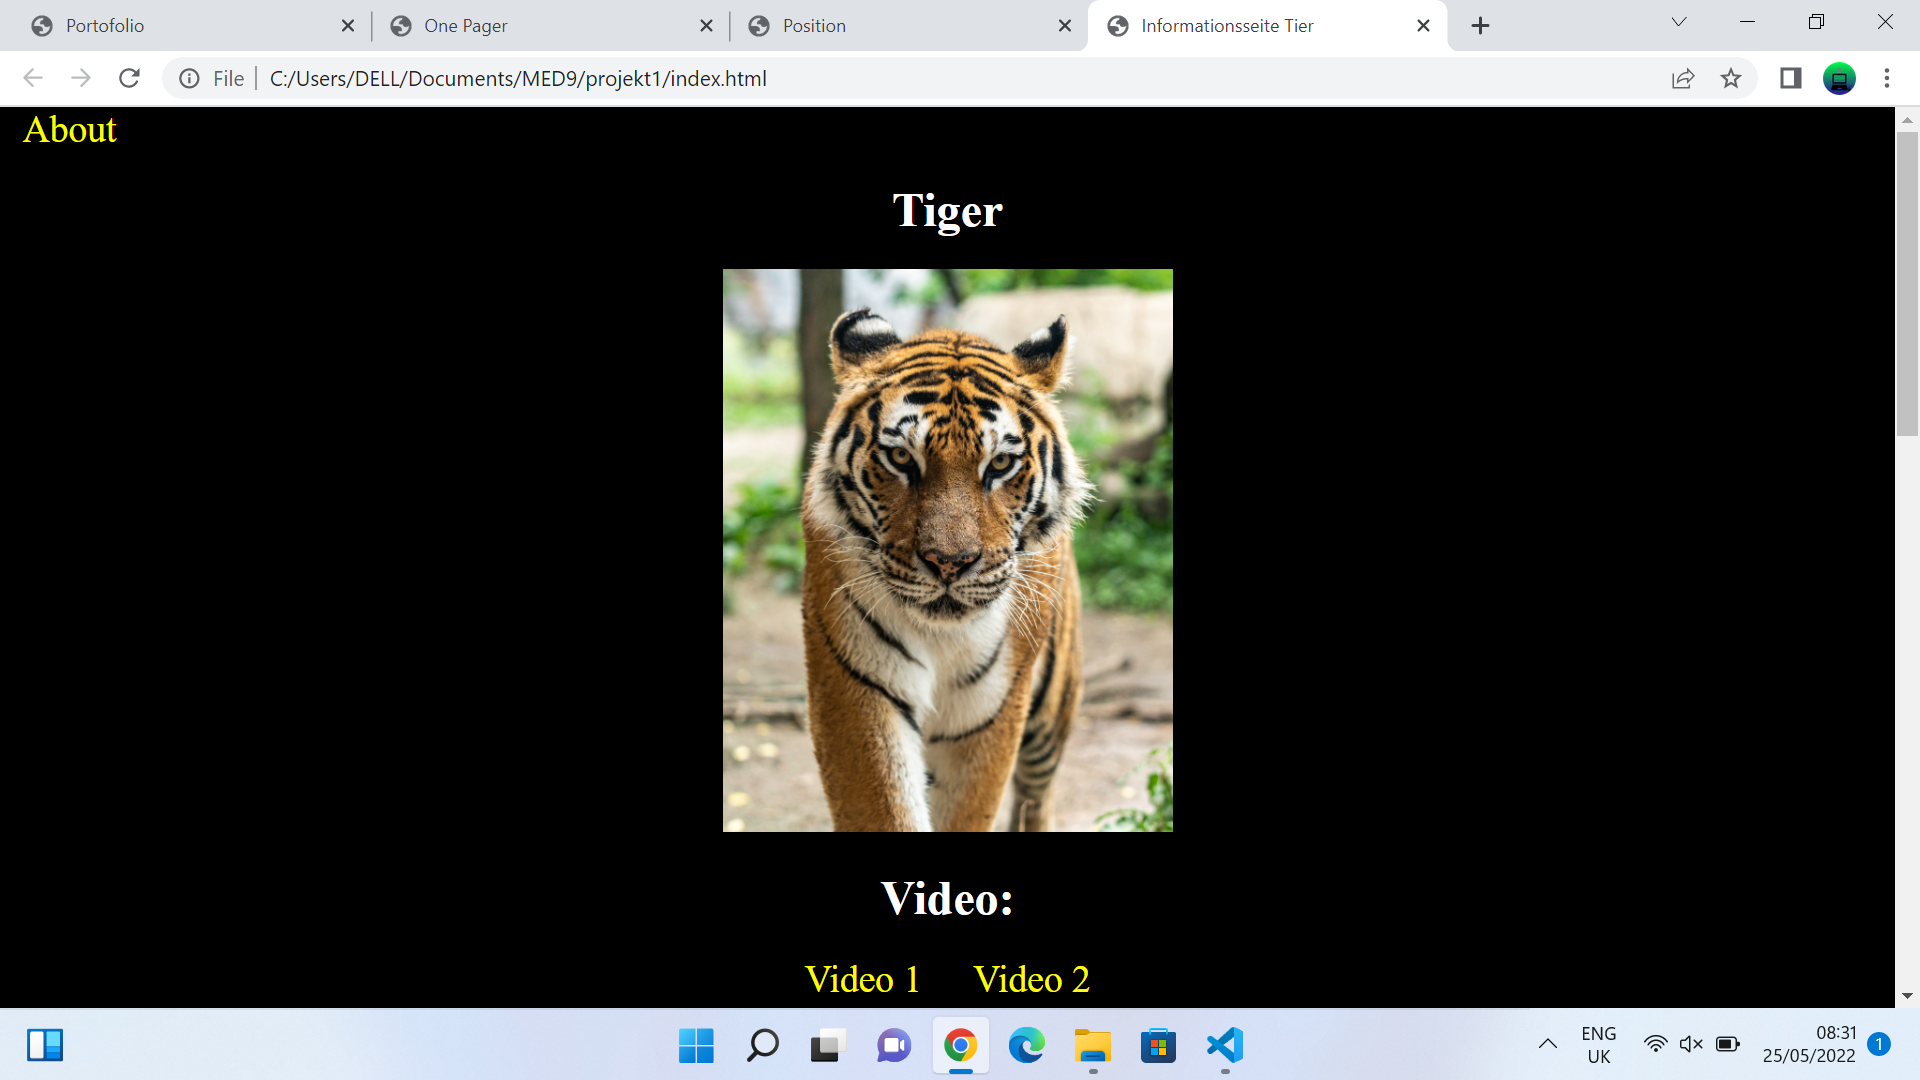 Portofolio
One Pager
Position
Informationsseite Tier
File
C:/Users/DELL/Documents/MED9/projekt1/index.html
About
Tiger
Video:
Video 1
Video 2
ENG
UK
08:31
25/05/2022
1